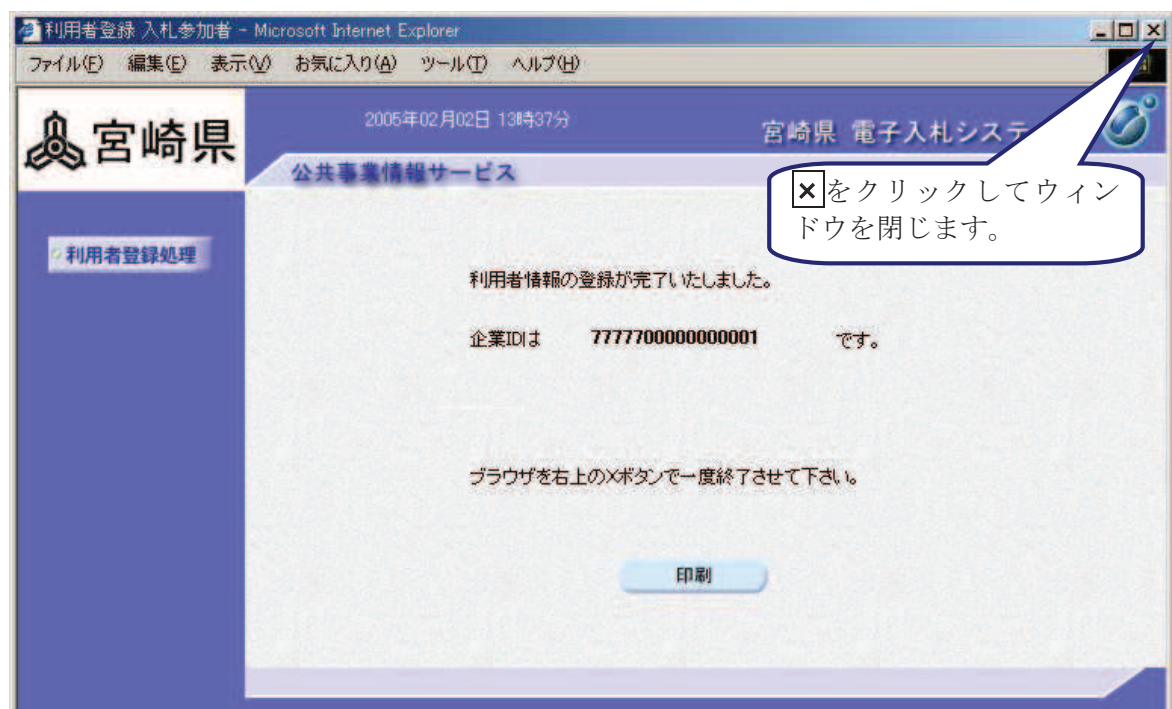 利用者登録 入札参加者 - Microsoft Internet Explorer
ファイル(F) 編集(E) 表示(V) お気に入り(A) ツール(T) ヘルプ(H)
宮崎県
2005年02月02日 13時37分
宮崎県 電子入札システ
公共事業情報サービス
×をクリックしてウィン
ドウを閉じます。
利用者登録処理
利用者情報の登録が完了いたしました。
企業IDは 7777700000000001 です。
ブラウザを右上の×ボタンで一度終了させて下さい。
印刷